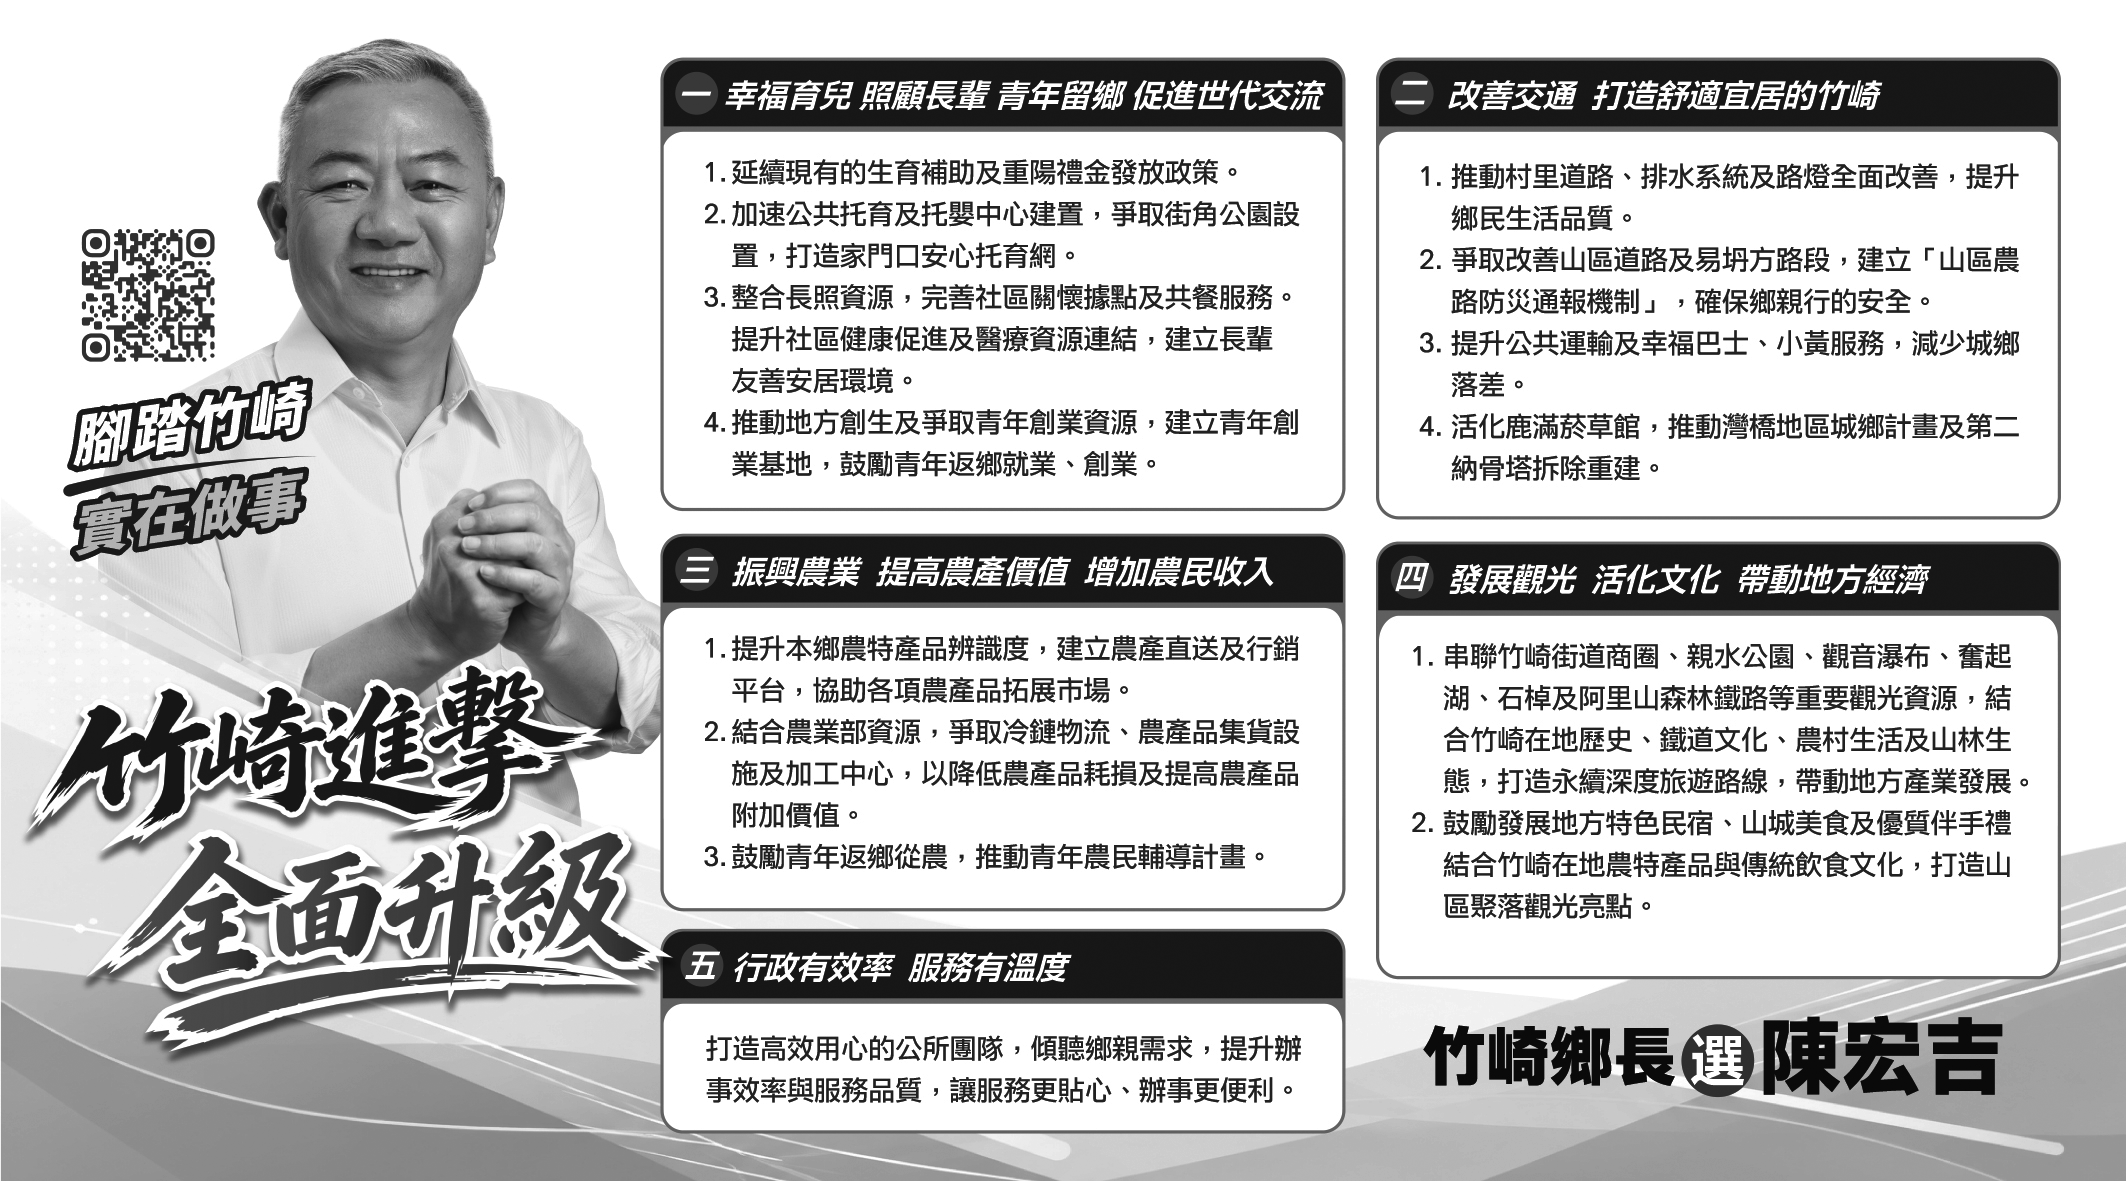 腳踏竹崎
實在做事
竹崎進擊
全面升級
一 幸福育兒 照顧長輩 青年留鄉 促進世代交流
1. 延續現有的生育補助及重陽禮金發放政策。
2. 加速公共托育及托嬰中心建置，爭取街角公園設
置，打造家門口安心托育網。
3. 整合長照資源，完善社區關懷據點及共餐服務。
提升社區健康促進及醫療資源連結，建立長輩
友善安居環境。
4. 推動地方創生及爭取青年創業資源，建立青年創
業基地，鼓勵青年返鄉就業、創業。
二 改善交通 打造舒適宜居的竹崎
1. 推動村里道路、排水系統及路燈全面改善，提升
鄉民生活品質。
2. 爭取改善山區道路及易坍方路段，建立「山區農
路防災通報機制」，確保鄉親行的安全。
3. 提升公共運輸及幸福巴士、小黃服務，減少城鄉
落差。
4. 活化鹿滿菸草館，推動灣橋地區城鄉計畫及第二
納骨塔拆除重建。
三 振興農業 提高農產價值 增加農民收入
1. 提升本鄉農特產品辨識度，建立農產直送及行銷
平台，協助各項農產品拓展市場。
2. 結合農業部資源，爭取冷鏈物流、農產品集貨設
施及加工中心，以降低農產品耗損及提高農產品
附加價值。
3. 鼓勵青年返鄉從農，推動青年農民輔導計畫。
四 發展觀光 活化文化 帶動地方經濟
1. 串聯竹崎街道商圈、親水公園、觀音瀑布、奮起
湖、石棹及阿里山森林鐵路等重要觀光資源，結
合竹崎在地歷史、鐵道文化、農村生活及山林生
態，打造永續深度旅遊路線，帶動地方產業發展。
2. 鼓勵發展地方特色民宿、山城美食及優質伴手禮
結合竹崎在地農特產品與傳統飲食文化，打造山
區聚落觀光亮點。
五 行政有效率 服務有溫度
打造高效用心的公所團隊，傾聽鄉親需求，提升辦
事效率與服務品質，讓服務更貼心、辦事更便利。
竹崎鄉長 選 陳宏吉